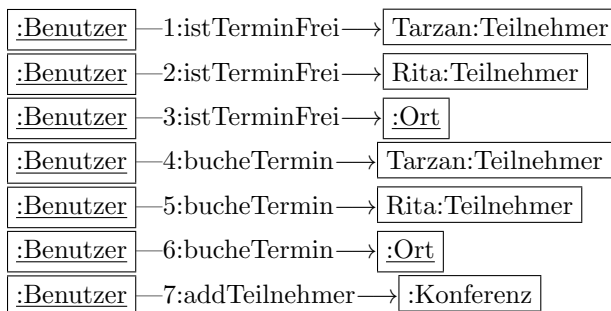 :Benutzer 1:istTerminFrei Tarzan:Teilnehmer
:Benutzer 2:istTerminFrei Rita:Teilnehmer
:Benutzer 3:istTerminFrei :Ort
:Benutzer 4:bucheTermin Tarzan:Teilnehmer
:Benutzer 5:bucheTermin Rita:Teilnehmer
:Benutzer 6:bucheTermin :Ort
:Benutzer 7:addTeilnehmer :Konferenz